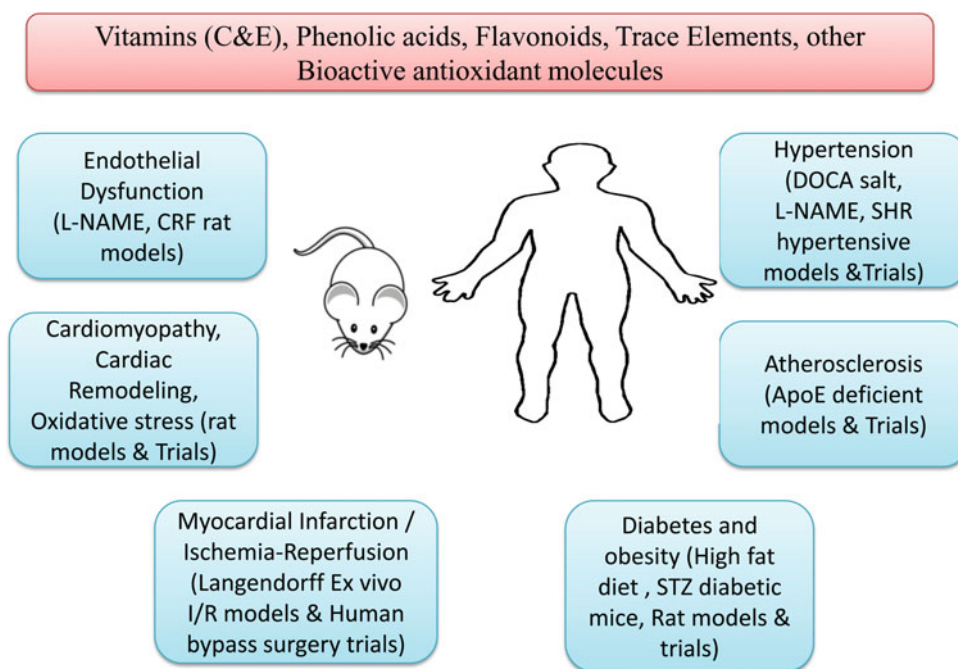 Vitamins (C&E), Phenolic acids, Flavonoids, Trace Elements, other
Bioactive antioxidant molecules
Endothelial
Dysfunction
(L-NAME, CRF rat
models)
Hypertension
(DOCA salt,
L-NAME, SHR
hypertensive
models &Trials)
Cardiomyopathy,
Cardiac
Remodeling,
Oxidative stress (rat
models & Trials)
Atherosclerosis
(ApoE deficient
models & Trials)
Myocardial Infarction /
Ischemia-Reperfusion
(Langendorff Ex vivo
I/R models & Human
bypass surgery trials)
Diabetes and
obesity (High fat
diet , STZ diabetic
mice, Rat models &
trials)